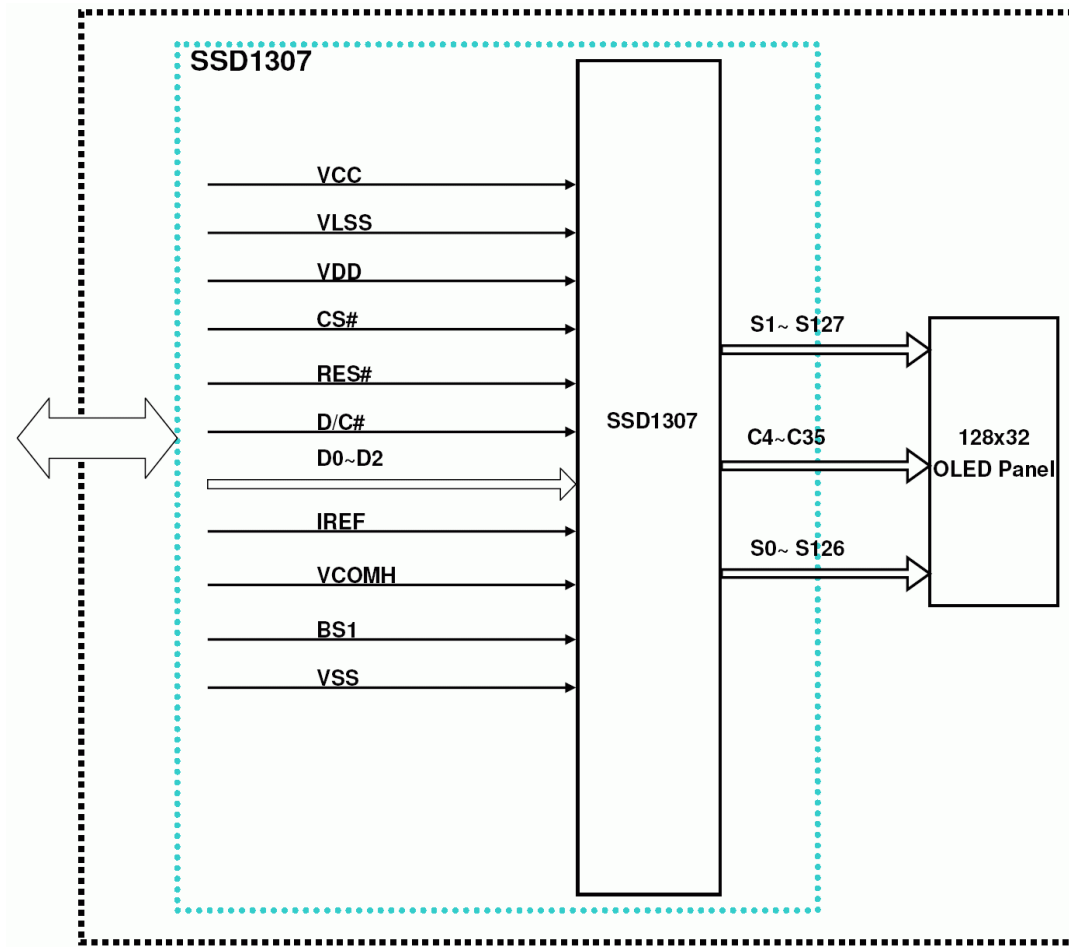 SSD1307
VCC
VLSS
VDD
CS#
RES#
D/C#
D0~D2
IREF
VCOMH
BS1
VSS
SSD1307
S1~ S127
C4~C35
S0~ S126
128x32
OLED Panel